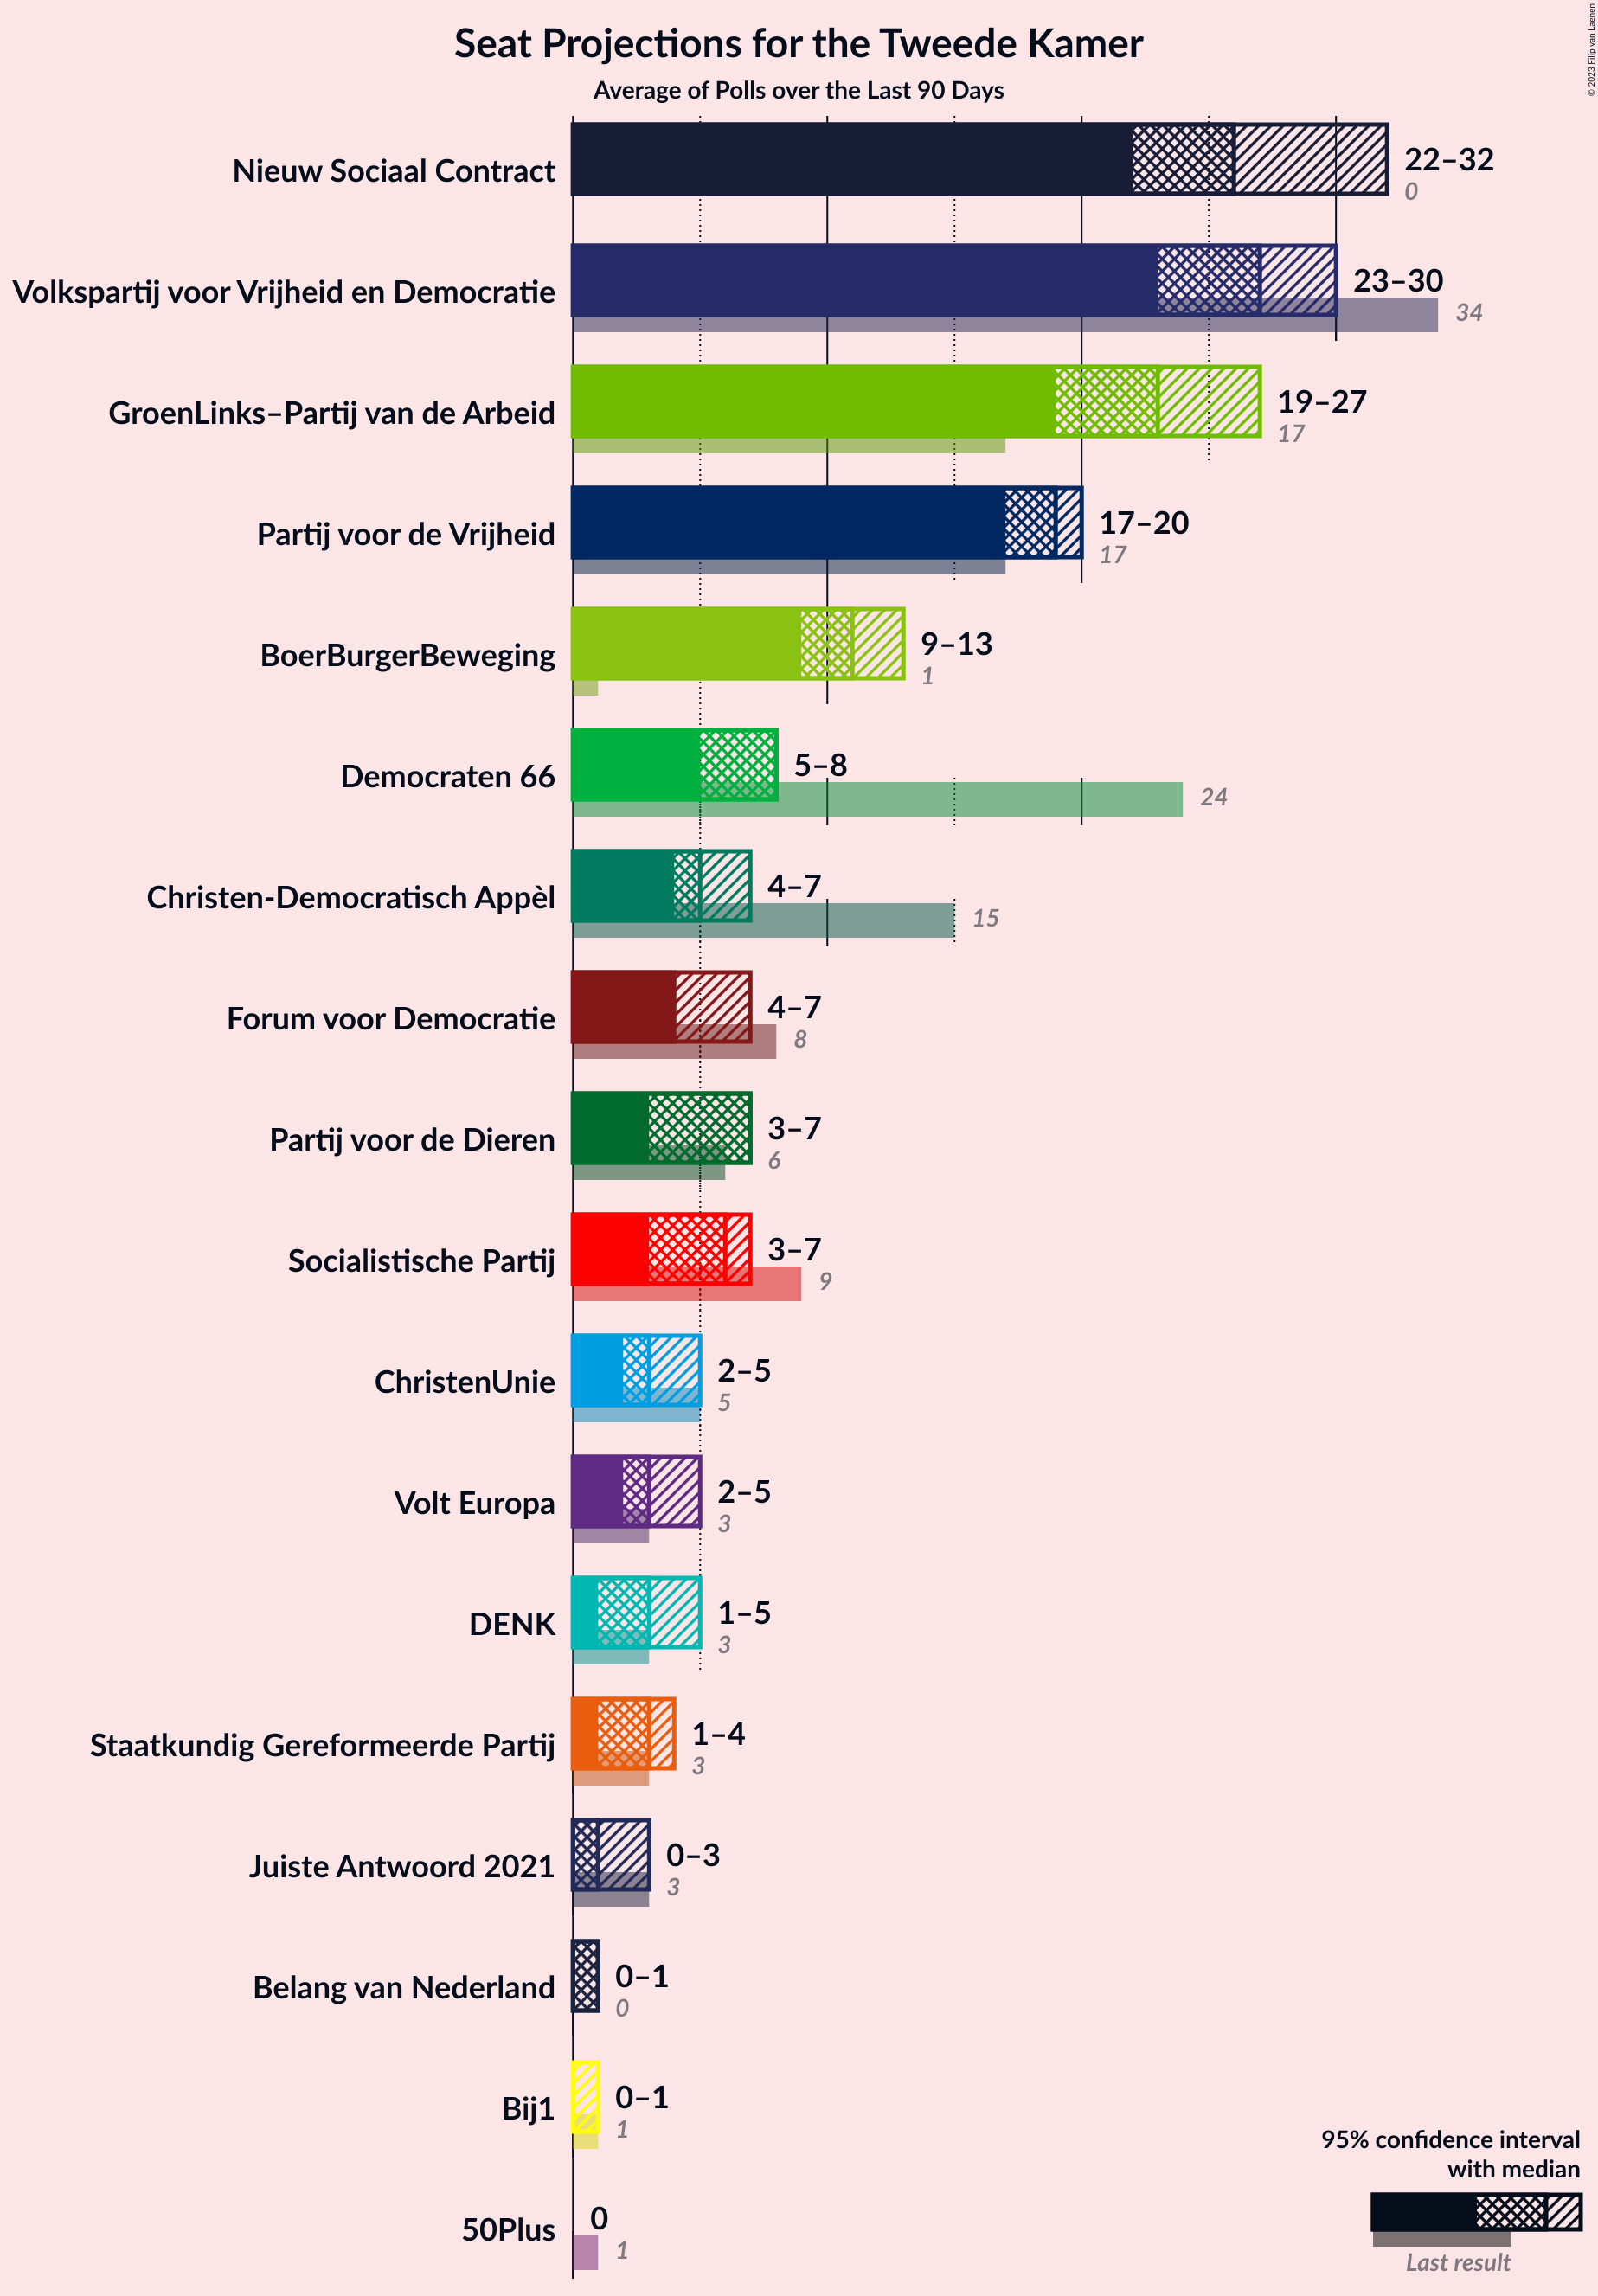 Seat Projections for the Tweede Kamer
Average of Polls over the Last 90 Days
© 2023 Filip van Laenen
Nieuw Sociaal Contract
22–32
0
Volkspartij voor Vrijheid en Democratie
23–30
34
GroenLinks–Partij van de Arbeid
19–27
17
Partij voor de Vrijheid
17–20
17
BoerBurgerBeweging
9–13
1
Democraten 66
5–8
24
Christen-Democratisch Appèl
4–7
15
Forum voor Democratie
4–7
8
Partij voor de Dieren
3–7
6
Socialistische Partij
3–7
9
ChristenUnie
2–5
5
Volt Europa
2–5
3
DENK
1–5
3
Staatkundig Gereformeerde Partij
1–4
3
Juiste Antwoord 2021
0–3
3
Belang van Nederland
0–1
0
Bij1
0–1
1
50Plus
0
1
95% confidence interval
with median
Last result